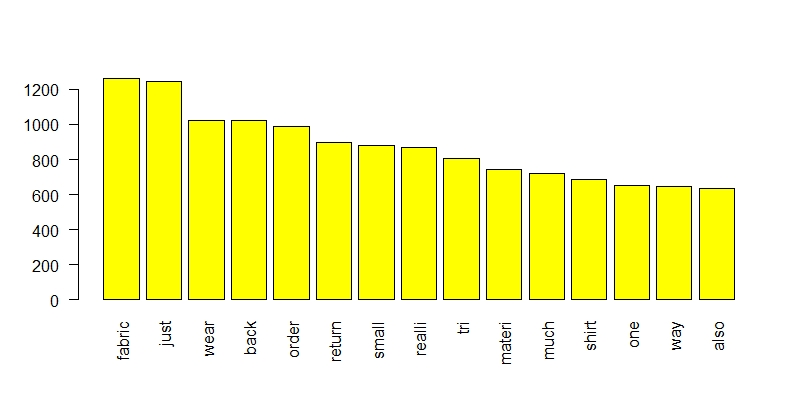 1200
1000
800
600
400
200
0
fabric
just
wear
back
order
return
small
realli
tri
materi
much
shirt
one
way
also